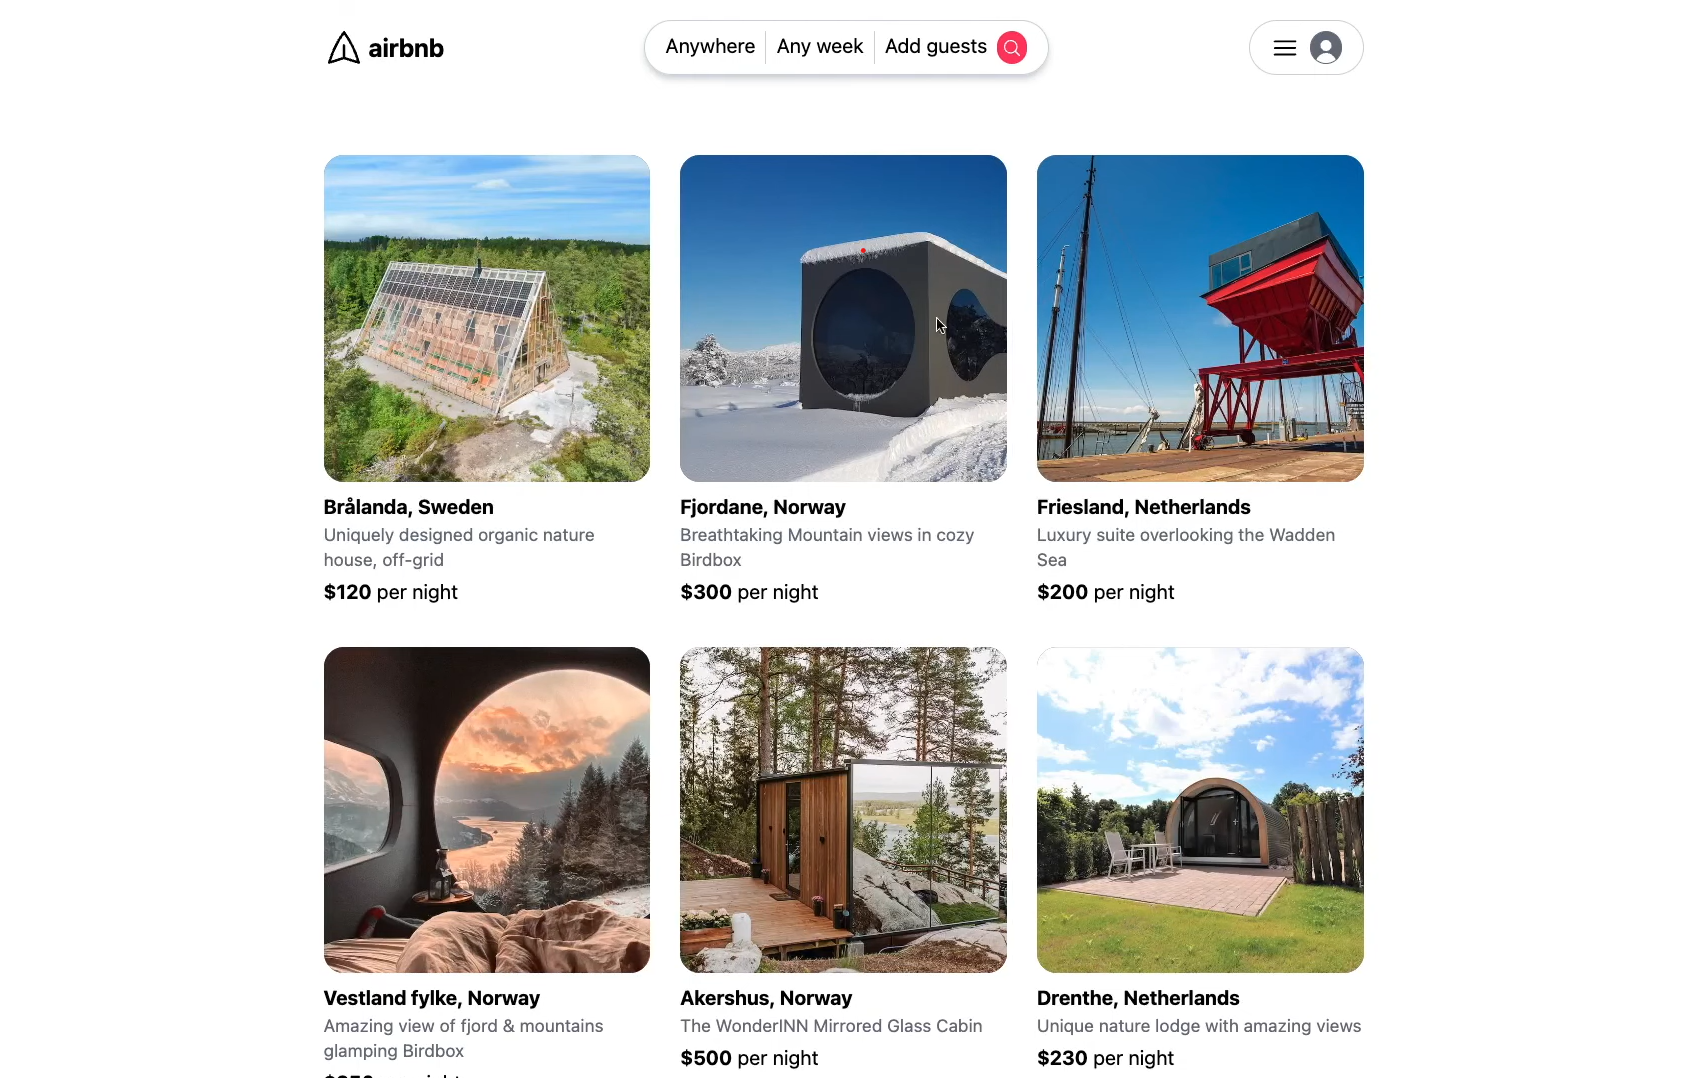 airbnb
Anywhere
Any week
Add guests
Brålanda, Sweden
Uniquely designed organic nature
house, off-grid
$120 per night
Fjordane, Norway
Breathtaking Mountain views in cozy
Birdbox
$300 per night
Friesland, Netherlands
Luxury suite overlooking the Wadden
Sea
$200 per night
Vestland fylke, Norway
Amazing view of fjord & mountains
glamping Birdbox
Akershus, Norway
The WonderINN Mirrored Glass Cabin
$500 per night
Drenthe, Netherlands
Unique nature lodge with amazing views
$230 per night